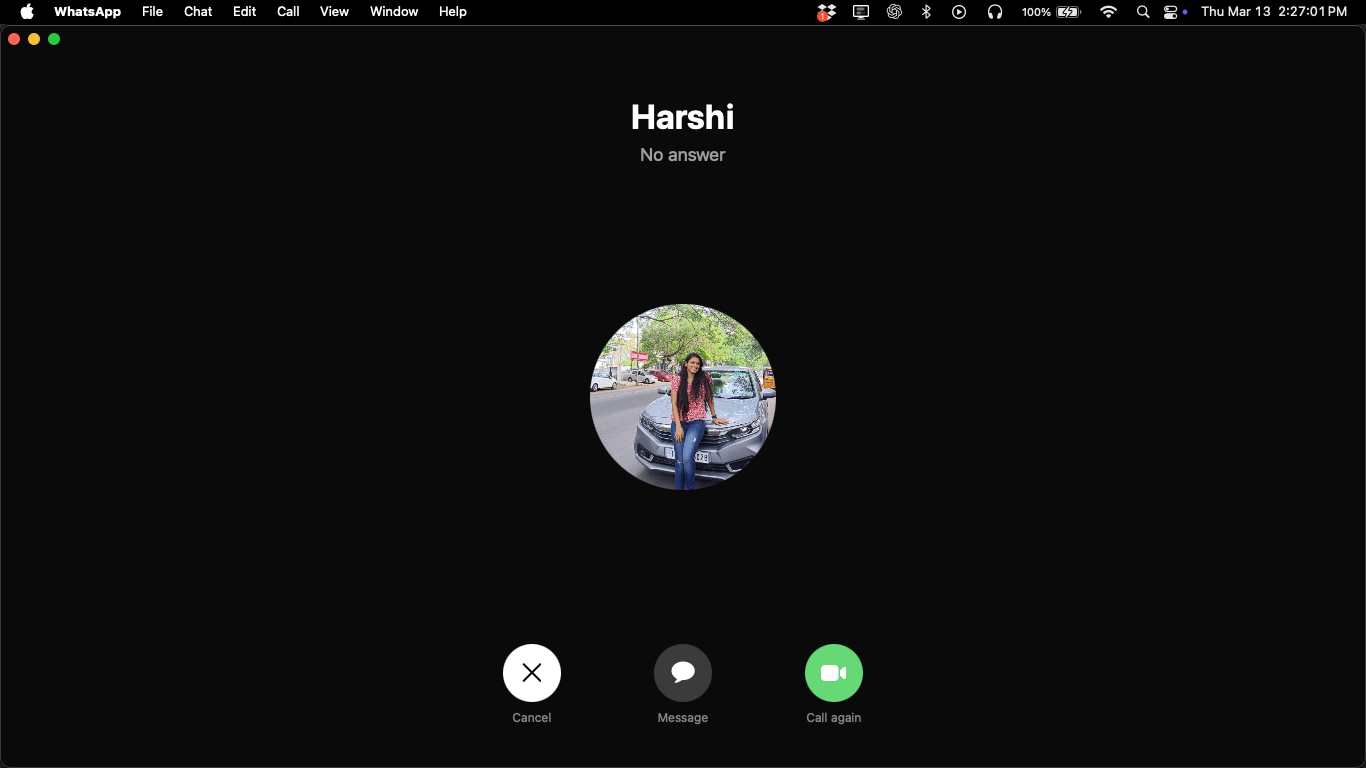 WhatsApp File Chat Edit Call View Window Help 1 100% Thu Mar 13 2:27:01 PM
Harshi
No answer
Cancel Message Call again